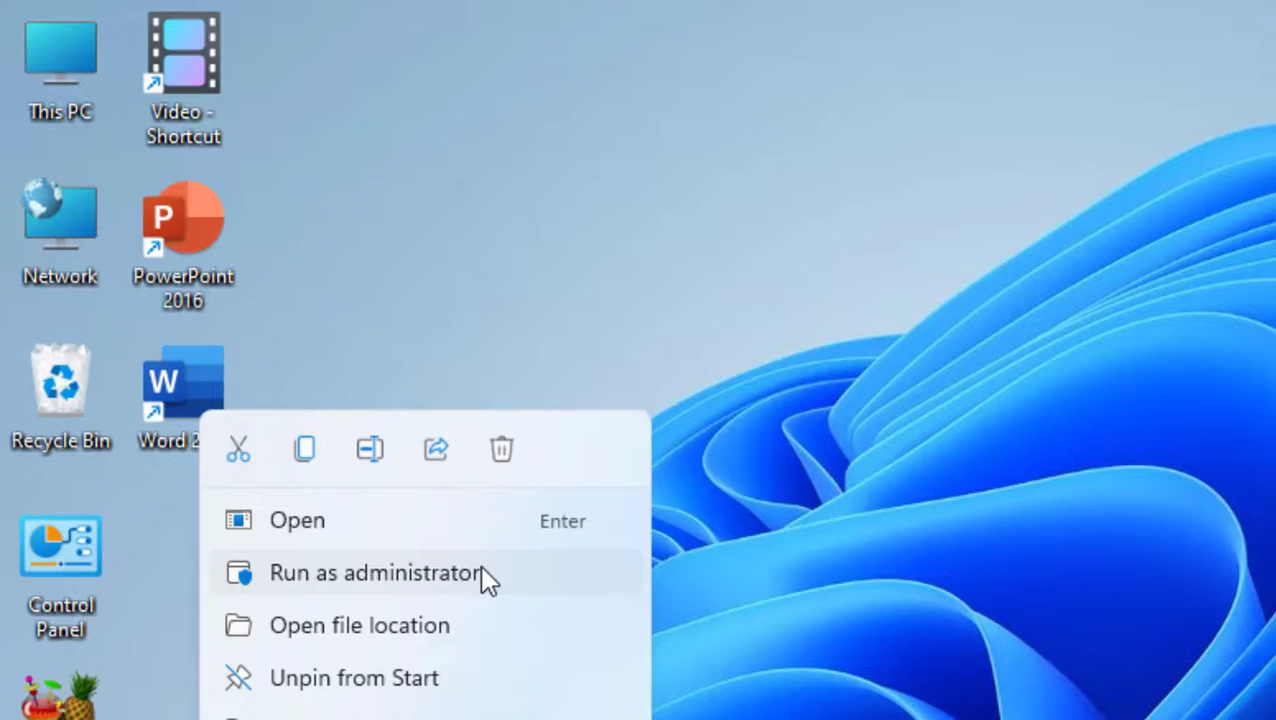 This PC
Video -
Shortcut
Network
P
PowerPoint
2016
Recycle Bin
W
Word 2
Control
Panel
Open Enter
Run as administrator
Open file location
Unpin from Start